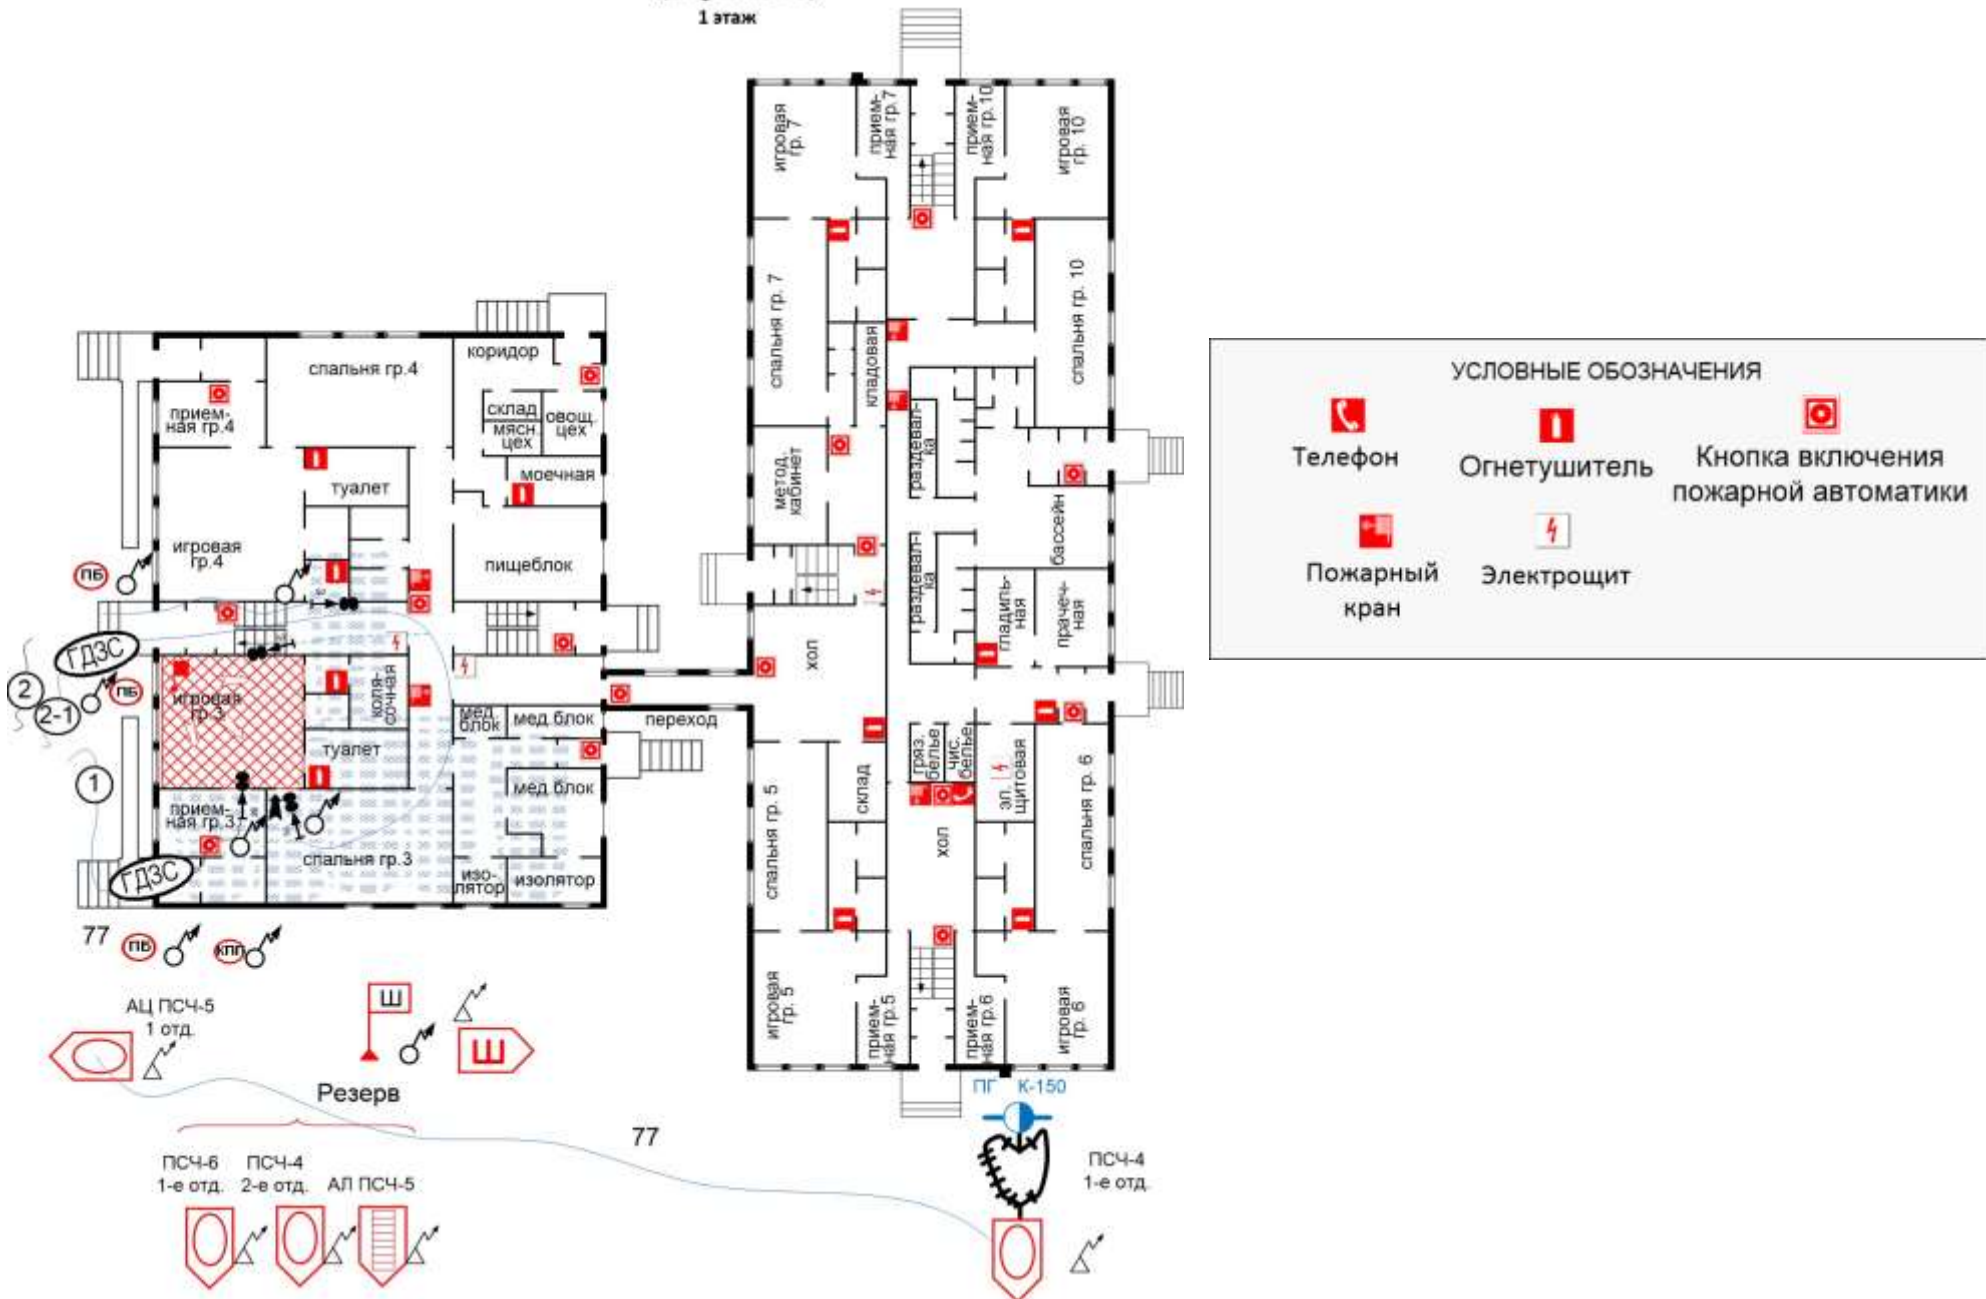 1 этаж
игровая
гр. 7
прием-
ная гр.7
прием-
ная гр.10
игровая
гр. 10
спальня гр. 7
кладовая
спальня гр. 10
метод.
кабинет
раздевал-
ка
раздевал-
ка
бассейн
гладиль-
ная
прачеч-
ная
хол
гряз.
белье
чис.
белье
эл.
щитовая
склад
спальня гр. 5
хол
спальня гр. 6
игровая
гр. 5
прием-
ная гр.5
прием-
ная гр.6
игровая
гр. 6
спальня гр.4
коридор
прием-
ная гр.4
склад
мясн.
цех
овощ.
цех
туалет
моечная
игровая
гр.4
пищеблок
ПБ
ГДЗС
2
2-1
ПБ
игровая
гр.3
коля-
сочная
мед.
блок
мед блок
переход
туалет
1
мед блок
прием-
ная гр.3
спальня гр.3
ГДЗС
изо-
лятор
изолятор
77
ПБ
КПП
АЦ ПСЧ-5
1 отд.
Ш
Ш
Резерв
77
ПСЧ-6
1-е отд.
ПСЧ-4
2-е отд.
АЛ ПСЧ-5
ПГ К-150
ПСЧ-4
1-е отд.
УСЛОВНЫЕ ОБОЗНАЧЕНИЯ
Телефон
Огнетушитель
Кнопка включения
пожарной автоматики
Пожарный
кран
Электрощит